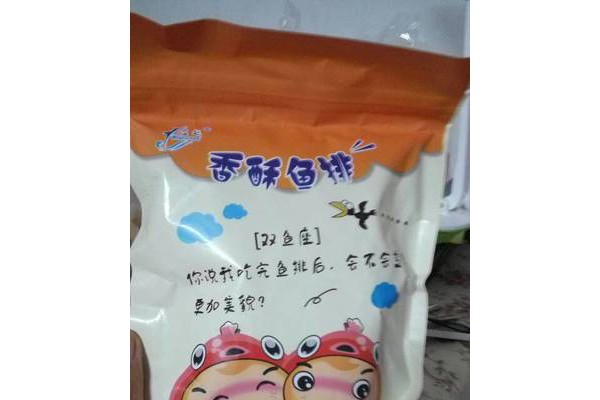 香酥鱼排
[双鱼座]
你说我吃完鱼排后，会不会
更加美貌？